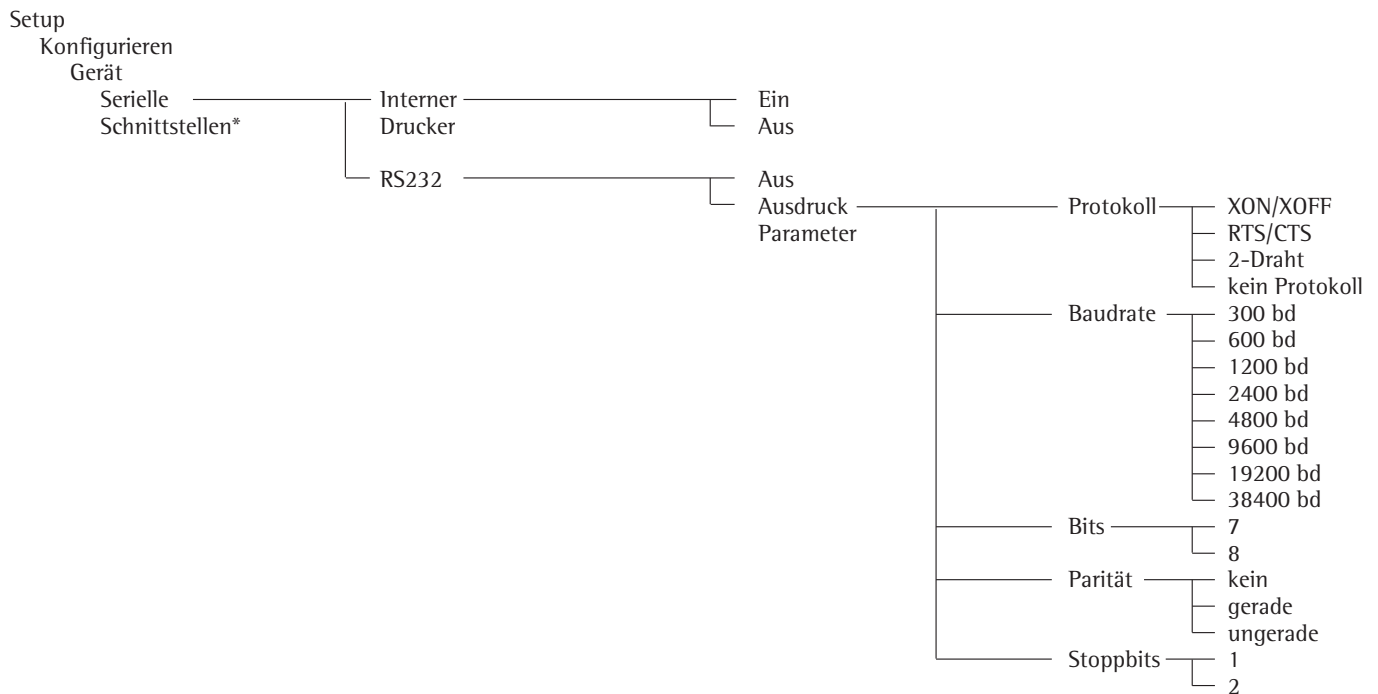 Setup
Konfigurieren
Gerät
Serielle Interner Ein
Schnittstellen* Drucker Aus
RS232 Aus
Ausdruck Protokoll XON/XOFF
Parameter RTS/CTS
2-Draht
kein Protokoll
Baudrate 300 bd
600 bd
1200 bd
2400 bd
4800 bd
9600 bd
19200 bd
38400 bd
Bits 7
8
Parität kein
gerade
ungerade
Stoppbits 1
2